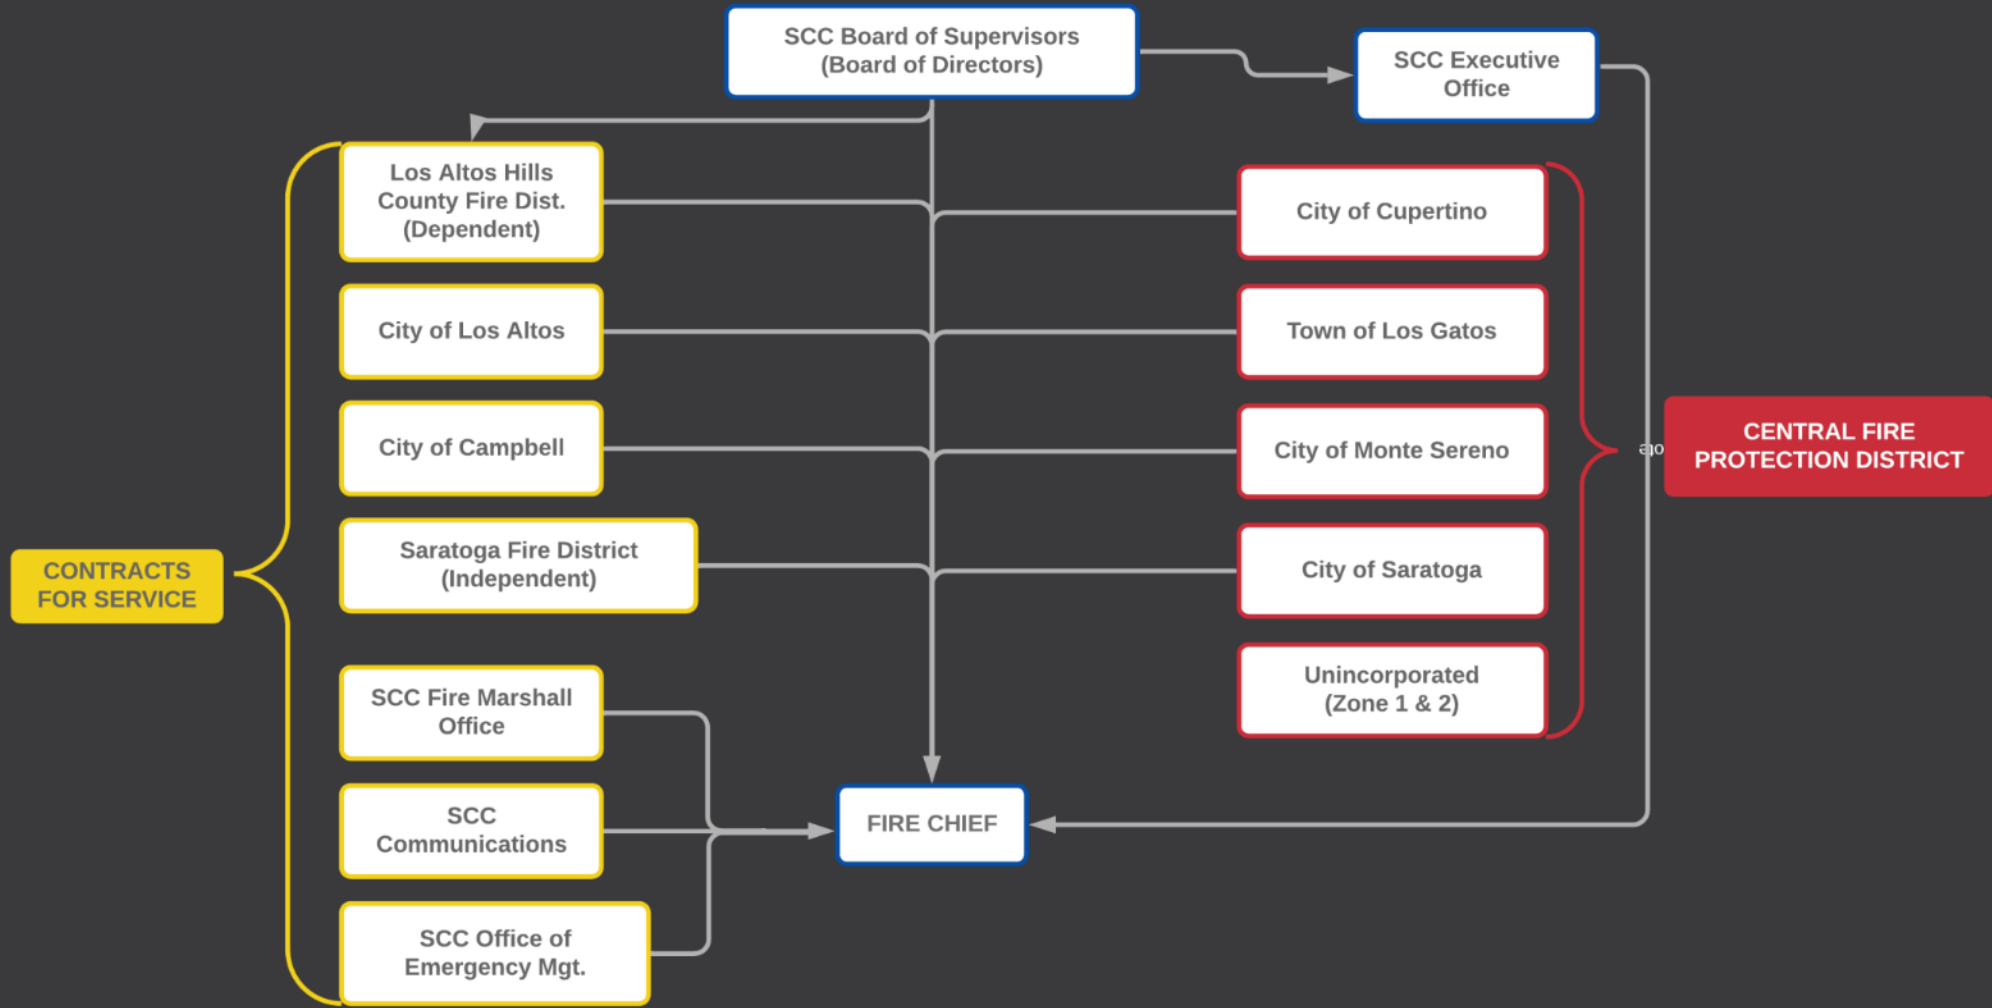 SCC Board of Supervisors
(Board of Directors)
SCC Executive
Office
Los Altos Hills
County Fire Dist.
(Dependent)
City of Cupertino
City of Los Altos
Town of Los Gatos
City of Campbell
City of Monte Sereno
CENTRAL FIRE
PROTECTION DISTRICT
Saratoga Fire District
(Independent)
City of Saratoga
CONTRACTS
FOR SERVICE
SCC Fire Marshall
Office
Unincorporated
(Zone 1 & 2)
SCC
Communications
FIRE CHIEF
SCC Office of
Emergency Mgt.